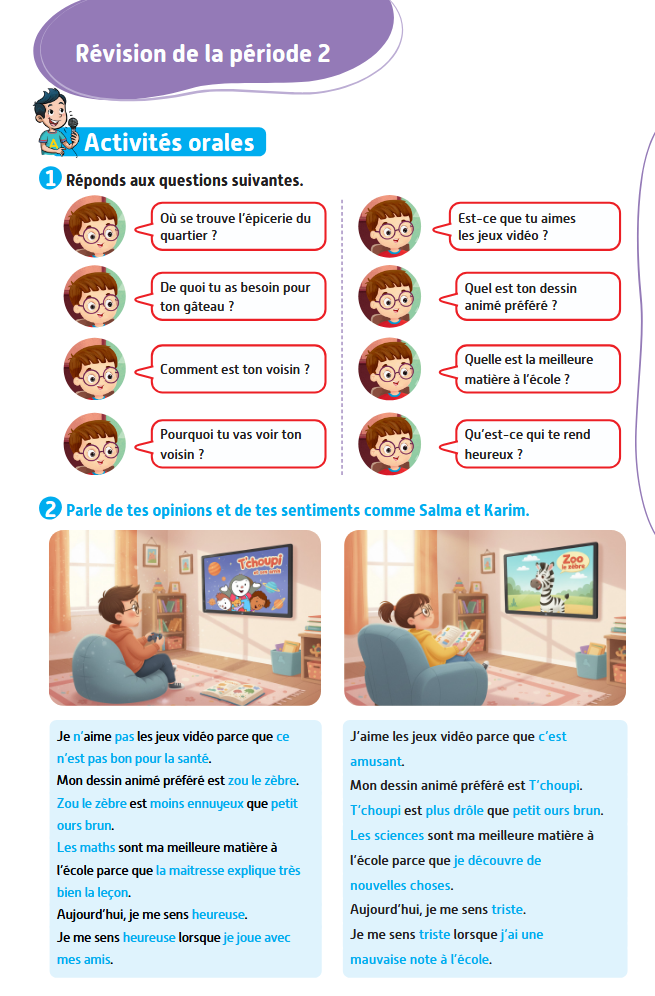 Révision de la période 2
Activités orales
1 Réponds aux questions suivantes.
Où se trouve l'épicerie du
quartier ?
De quoi tu as besoin pour
ton gâteau ?
Comment est ton voisin ?
Pourquoi tu vas voir ton
voisin ?
Est-ce que tu aimes
les jeux vidéo ?
Quel est ton dessin
animé préféré ?
Quelle est la meilleure
matière à l'école ?
Qu'est-ce qui te rend
heureux ?
2 Parle de tes opinions et de tes sentiments comme Salma et Karim.
T'choupi
Zoo
le zèbre
Je n'aime pas les jeux vidéo parce que ce
n'est pas bon pour la santé.
Mon dessin animé préféré est zou le zèbre.
Zou le zèbre est moins ennuyeux que petit
ours brun.
Les maths sont ma meilleure matière à
l'école parce que la maitresse explique très
bien la leçon.
Aujourd'hui, je me sens heureuse.
Je me sens heureuse lorsque je joue avec
mes amis.
J'aime les jeux vidéo parce que c'est
amusant.
Mon dessin animé préféré est T'choupi.
T'choupi est plus drôle que petit ours brun.
Les sciences sont ma meilleure matière à
l'école parce que je découvre de
nouvelles choses.
Aujourd'hui, je me sens triste.
Je me sens triste lorsque j'ai une
mauvaise note à l'école.